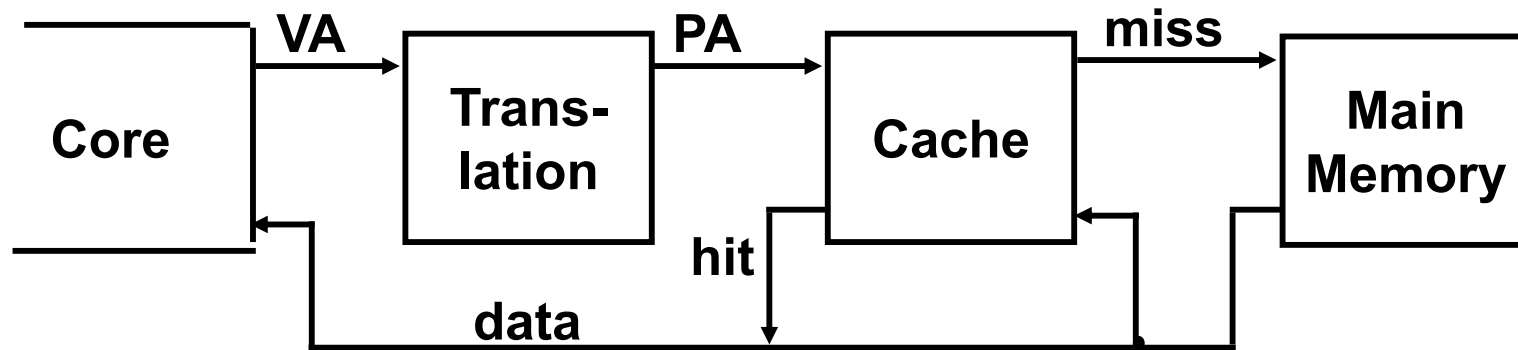 VA
PA
miss
Core
Trans-
lation
Cache
Main
Memory
hit
data